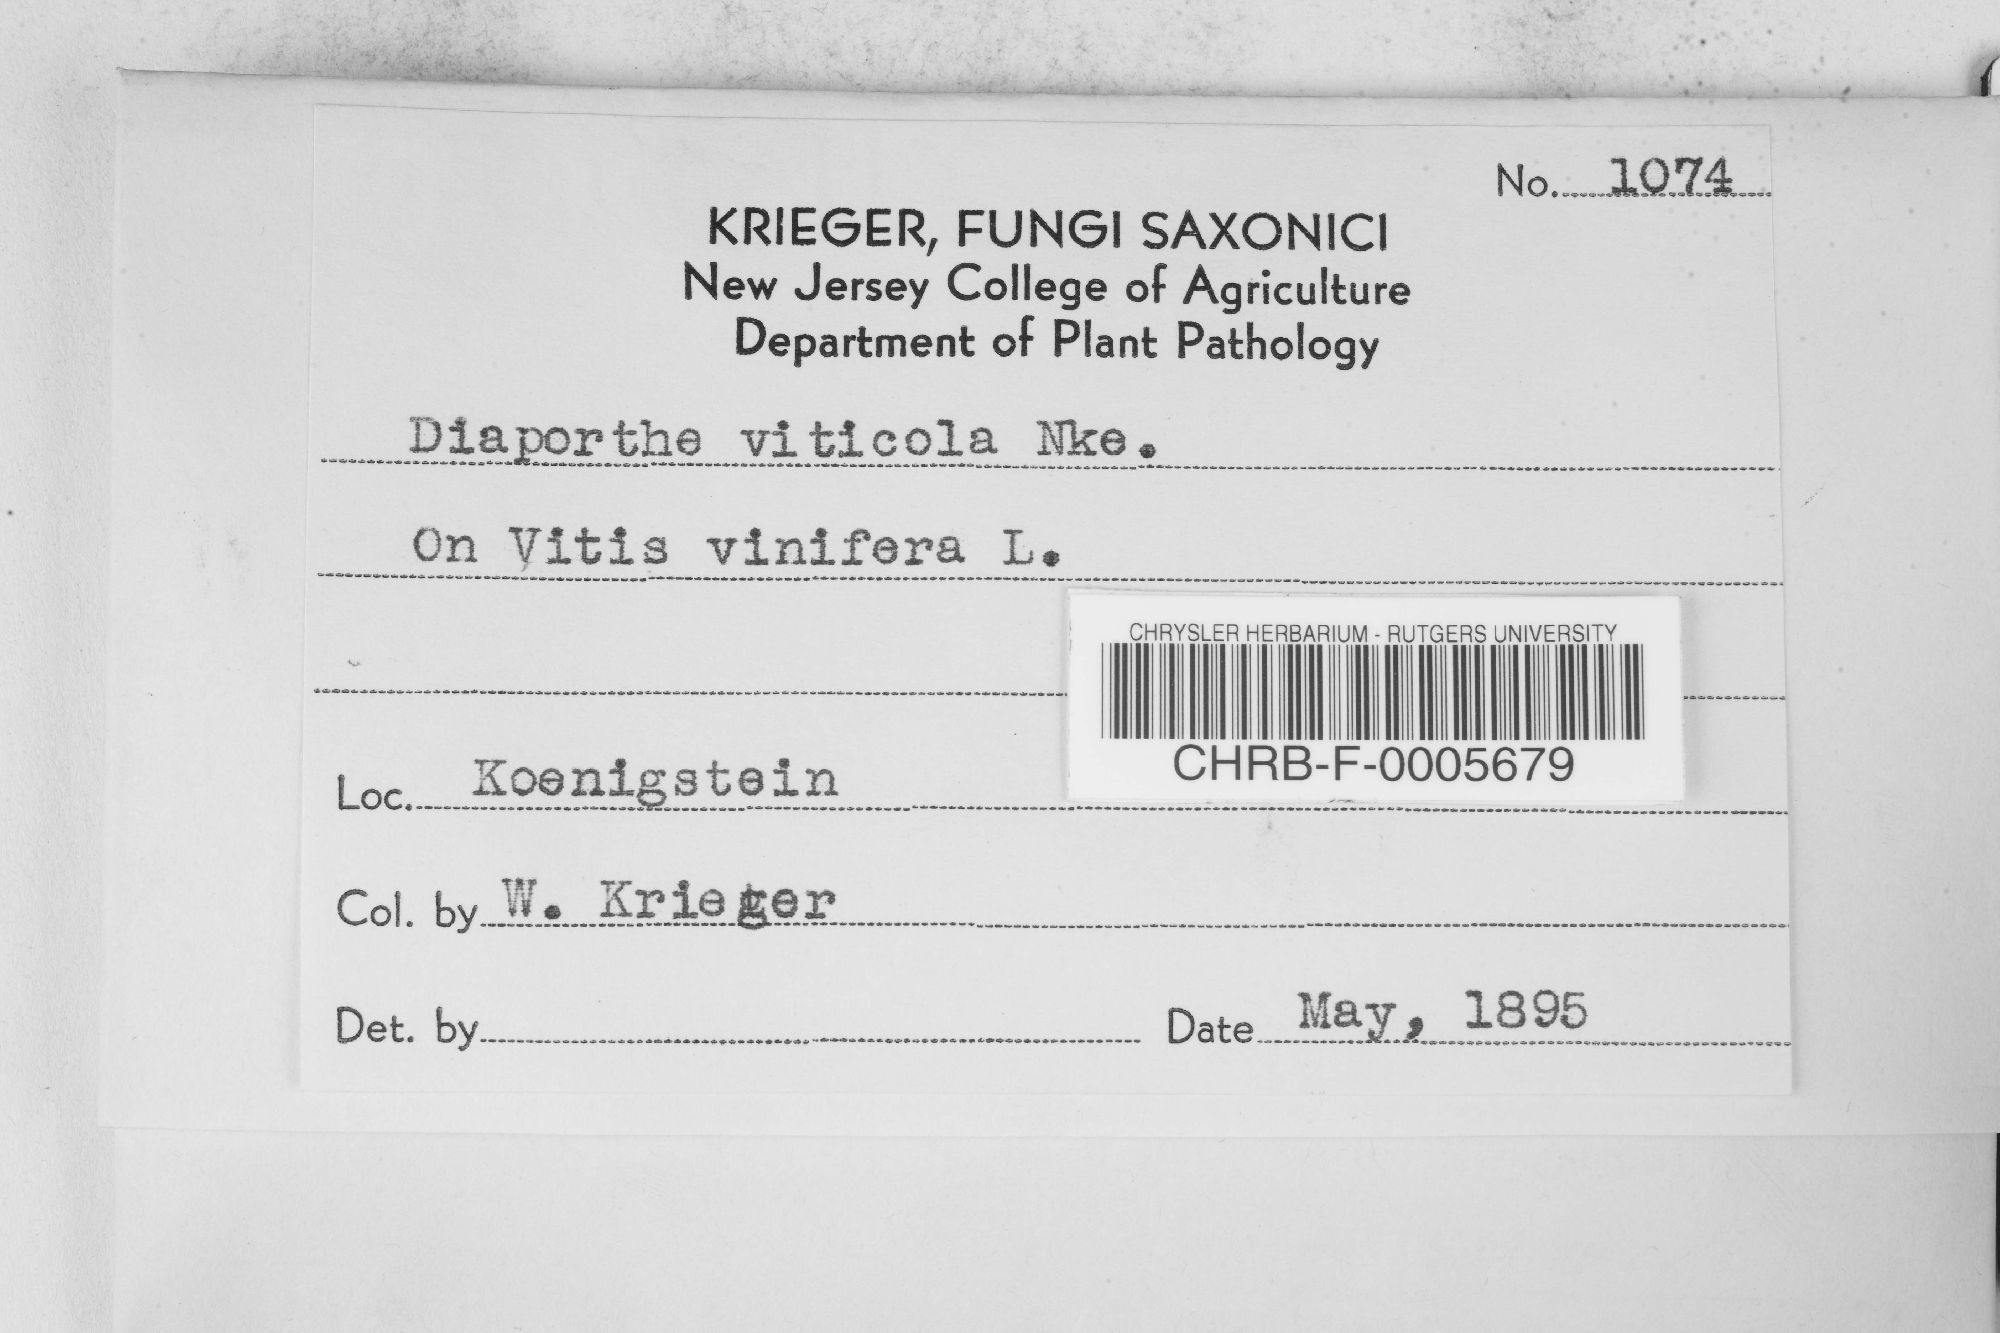 No. 1074
KRIEGER, FUNGI SAXONICI
New Jersey College of Agriculture
Department of Plant Pathology
Diaporthe viticola Nke.
On Vitis vinifera L.
CHRYSLER HERBARIUM - RUTGERS UNIVERSITY
CHRB-F-0005679
Loc. Koenigstein
Col. by W. Krieger
Det. by
Date May, 1895